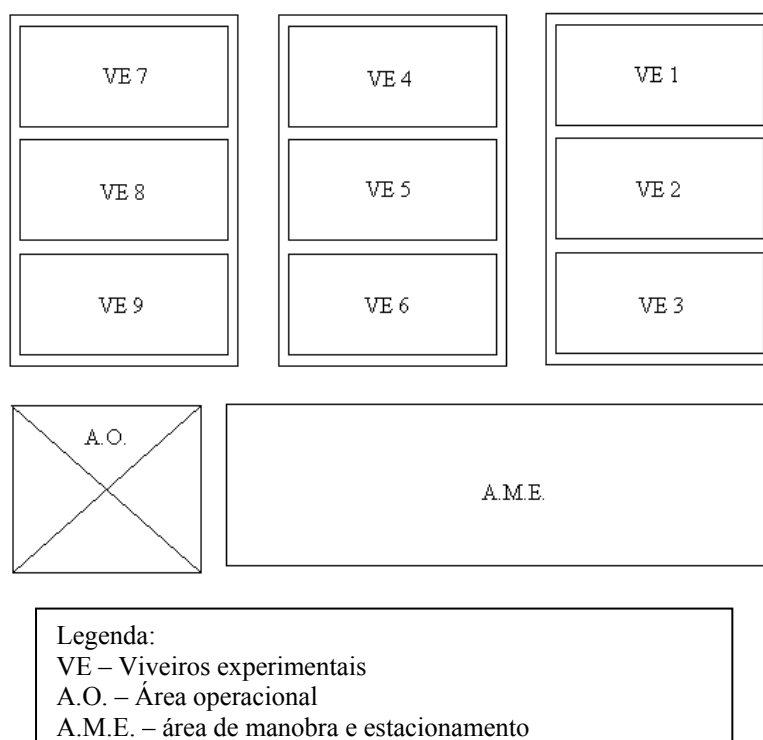 VE 7
VE 4
VE 1
VE 8
VE 5
VE 2
VE 9
VE 6
VE 3
A.O.
A.M.E.
Legenda:
VE – Viveiros experimentais
A.O. – Área operacional
A.M.E. – área de manobra e estacionamento